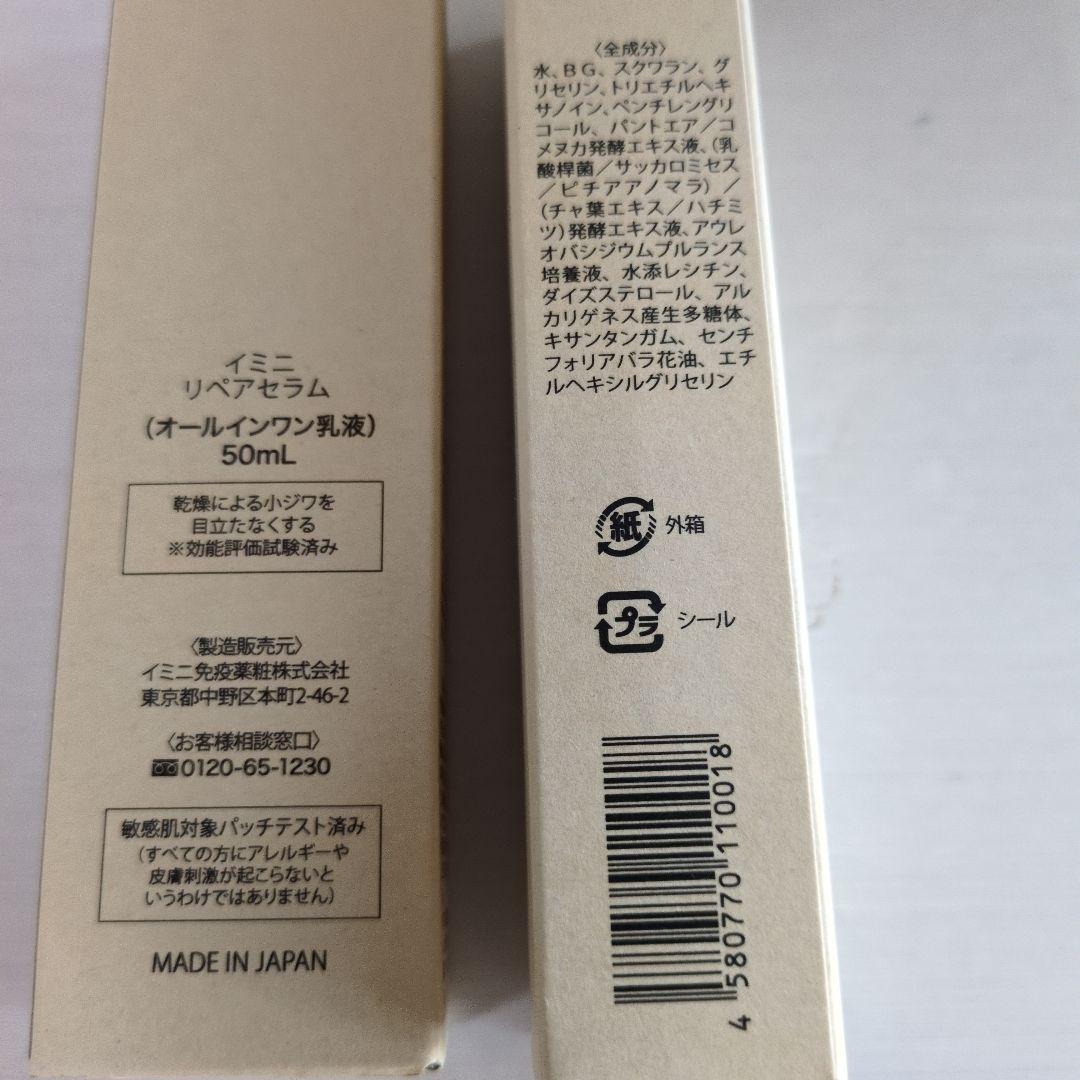 イミニ
リペアセラム
(オールインワン乳液)
50mL
乾燥による小ジワを
目立たなくする
※効能評価試験済み
〈製造販売元〉
イミニ免疫薬粧株式会社
東京都中野区本町2-46-2
〈お客様相談窓口〉
0120-65-1230
敏感肌対象パッチテスト済み
(すべての方にアレルギーや
皮膚刺激が起こらないと
いうわけではありません)
MADE IN JAPAN
〈全成分〉
水、BG、スクワラン、グ
リセリン、トリエチルヘキ
サノイン、ペンチレングリ
コール、パントエア/コ
メヌカ発酵エキス液、(乳
酸桿菌/サッカロミセス
/ピチアアノマラ)/
(チャ葉エキス/ハチミ
ツ)発酵エキス液、アウレ
オバシジウムプルランス
培養液、水添レシチン、
ダイズステロール、アル
カリゲネス産生多糖体、
キサンタンガム、センチ
フォリアバラ花油、エチ
ルヘキシルグリセリン
紙 外箱
プラ シール
4 580770 110018